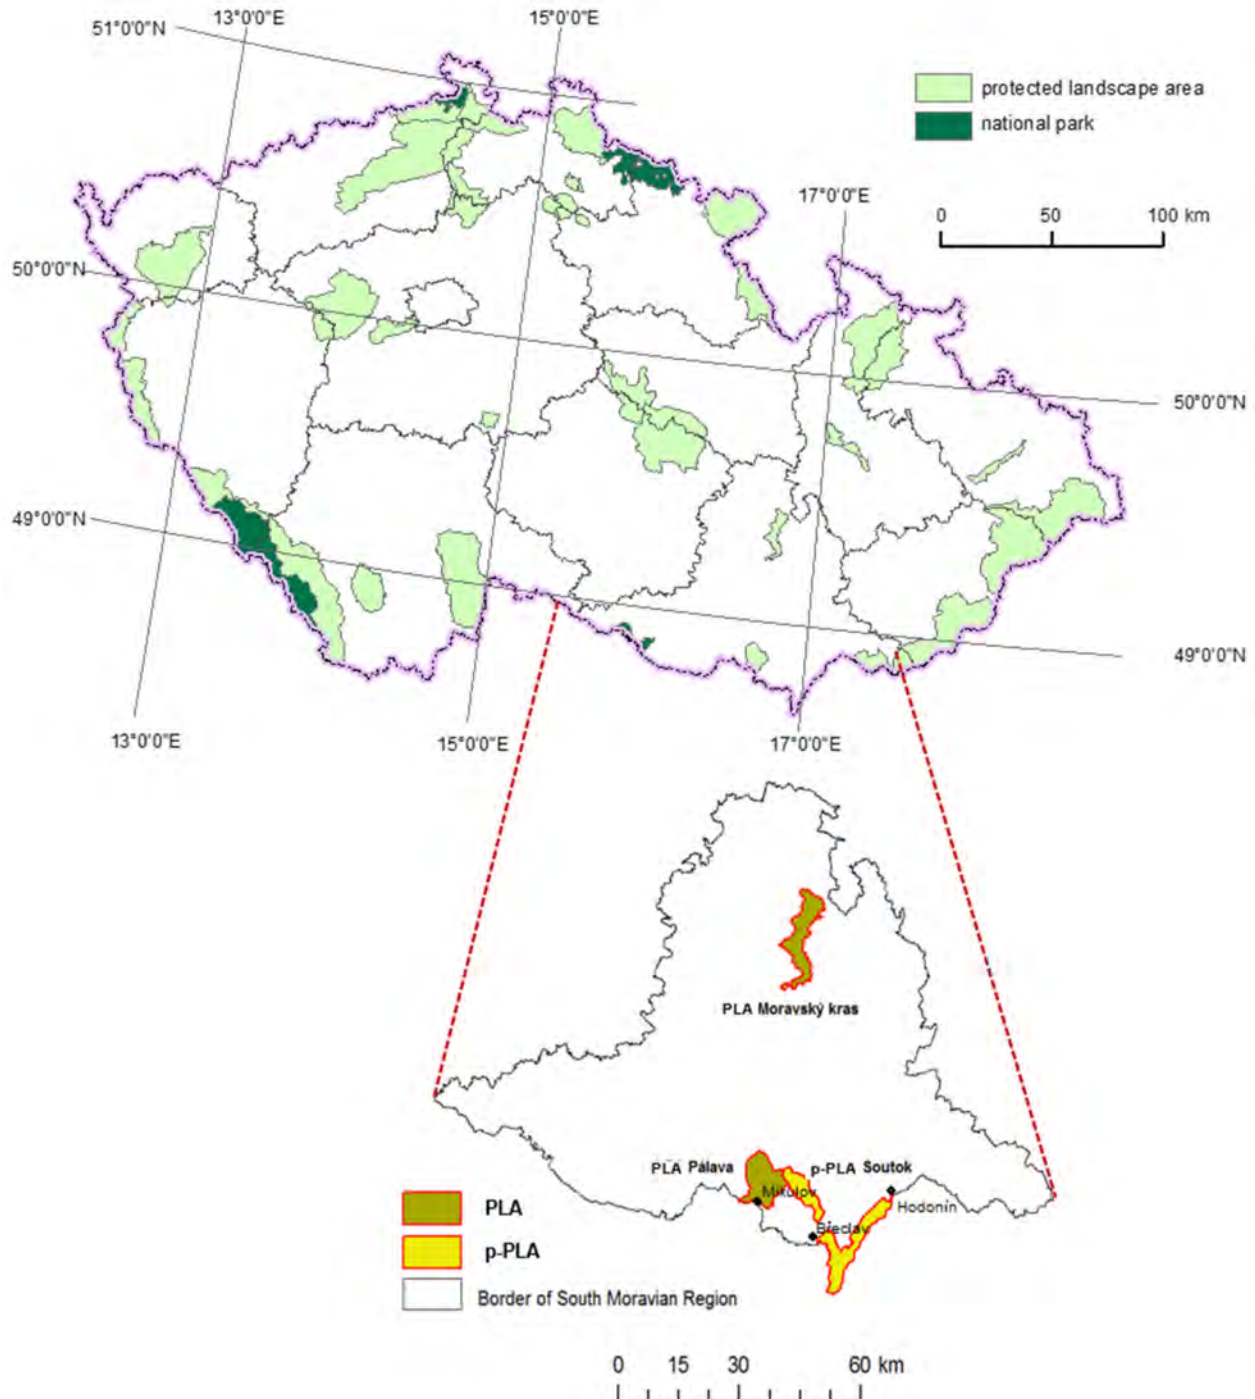 13°0'0"E
15°0'0"E
51°0'0"N
protected landscape area
national park
17°0'0"E
0 50 100 km
50°0'0"N
50°0'0"N
49°0'0"N
49°0'0"N
13°0'0"E
15°0'0"E
17°0'0"E
PLA Moravský kras
PLA Pálava
p-PLA Soutok
Mikulov
Hodonín
Břeclav
PLA
p-PLA
Border of South Moravian Region
0 15 30 60 km